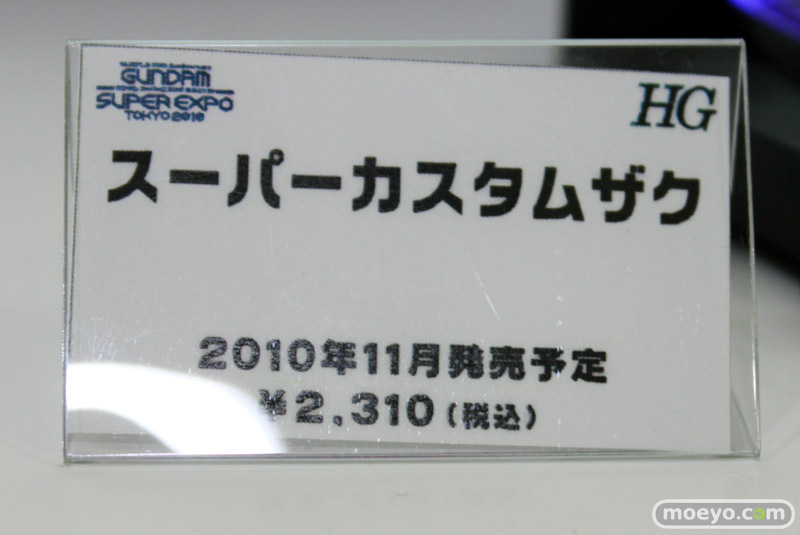 GUNDAM
SUPER EXPO
TOKYO 2010
HG
スーパーカスタムザク
2010年11月発売予定
¥2,310(税込)
moeyo.com